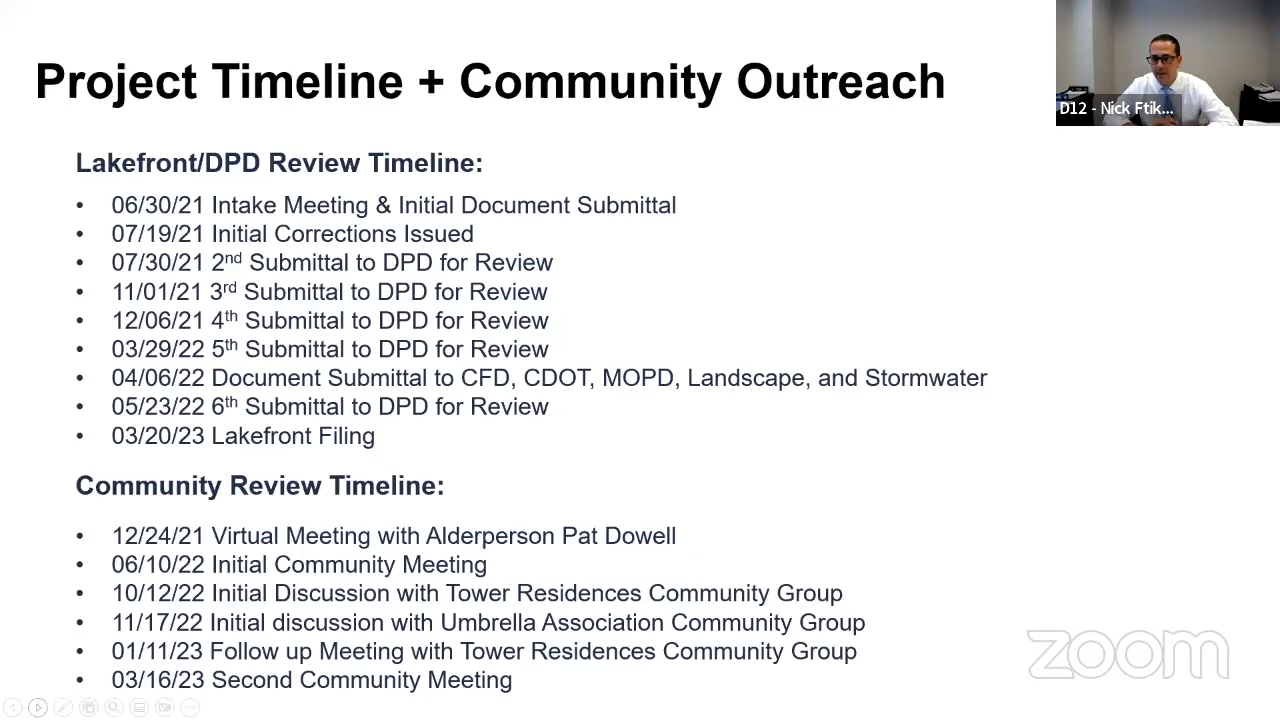 Project Timeline + Community Outreach
D12 - Nick Ftik...
Lakefront/DPD Review Timeline:
• 06/30/21 Intake Meeting & Initial Document Submittal
• 07/19/21 Initial Corrections Issued
• 07/30/21 2nd Submittal to DPD for Review
• 11/01/21 3rd Submittal to DPD for Review
• 12/06/21 4th Submittal to DPD for Review
• 03/29/22 5th Submittal to DPD for Review
• 04/06/22 Document Submittal to CFD, CDOT, MOPD, Landscape, and Stormwater
• 05/23/22 6th Submittal to DPD for Review
• 03/20/23 Lakefront Filing
Community Review Timeline:
• 12/24/21 Virtual Meeting with Alderperson Pat Dowell
• 06/10/22 Initial Community Meeting
• 10/12/22 Initial Discussion with Tower Residences Community Group
• 11/17/22 Initial discussion with Umbrella Association Community Group
• 01/11/23 Follow up Meeting with Tower Residences Community Group
• 03/16/23 Second Community Meeting
zoom